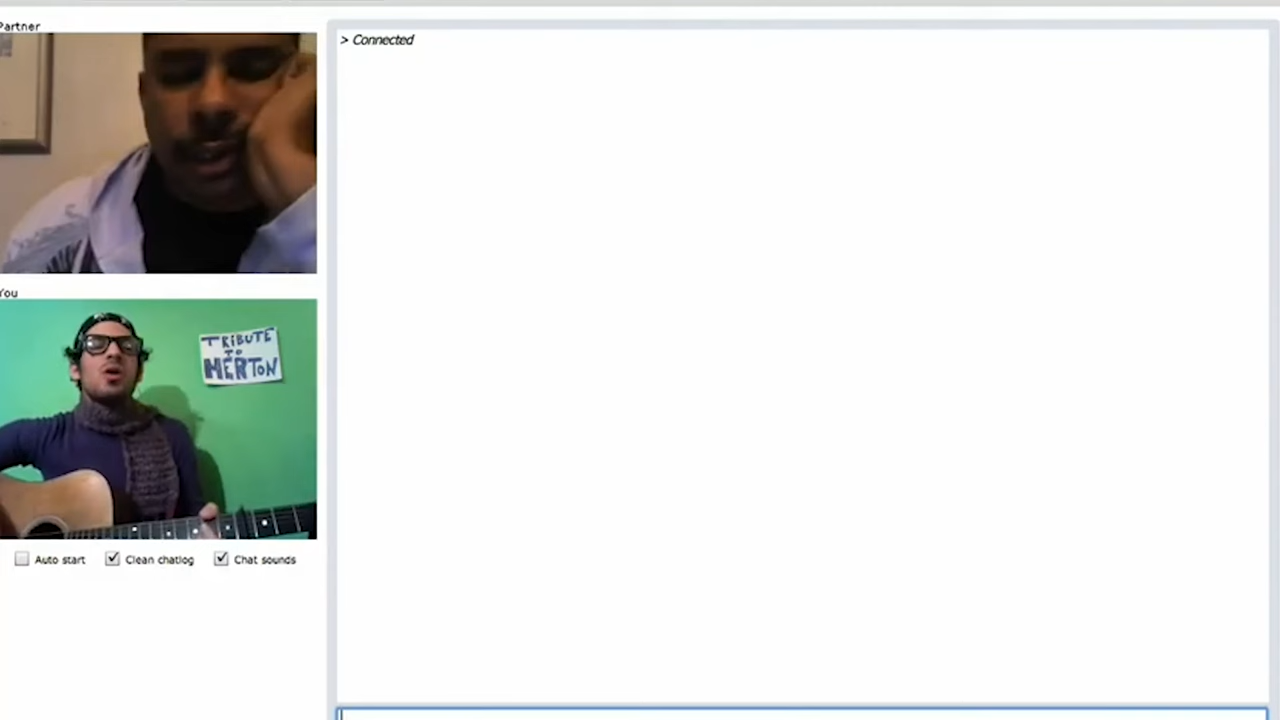 Partner
> Connected
You
TRIBUTE
TO
MERTON
Auto start
Clean chatlog
Chat sounds